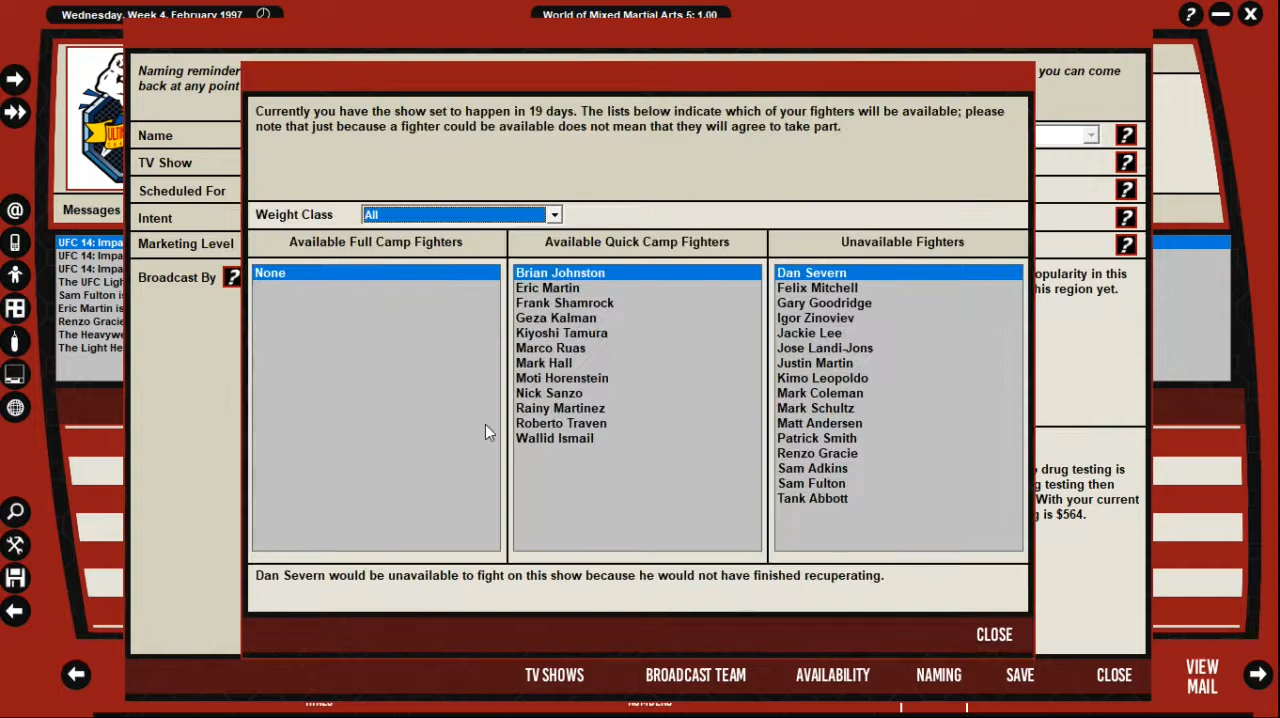 Wednesday, Week 4, February 1997
World of Mixed Martial Arts 5: 1.00
Naming reminder
you can come
back at any point
Name
TV Show
Scheduled For
Intent
Marketing Level
Broadcast By
Messages
UFC 14: Impa
UFC 14: Impa
UFC 14: Impa
The UFC Ligh
Sam Fulton is
Eric Martin is
Renzo Gracie
The Heavywe
The Light He
Currently you have the show set to happen in 19 days. The lists below indicate which of your fighters will be available; please
note that just because a fighter could be available does not mean that they will agree to take part.
Weight Class
All
Available Full Camp Fighters
None
Available Quick Camp Fighters
Brian Johnston
Eric Martin
Frank Shamrock
Geza Kalman
Kiyoshi Tamura
Marco Ruas
Mark Hall
Moti Horenstein
Nick Sanzo
Rainy Martinez
Roberto Traven
Wallid Ismail
Unavailable Fighters
Dan Severn
Felix Mitchell
Gary Goodridge
Igor Zinoviev
Jackie Lee
Jose Landi-Jons
Justin Martin
Kimo Leopoldo
Mark Coleman
Mark Schultz
Matt Andersen
Patrick Smith
Renzo Gracie
Sam Adkins
Sam Fulton
Tank Abbott
Dan Severn would be unavailable to fight on this show because he would not have finished recuperating.
CLOSE
opularity in this
his region yet.
o drug testing is
g testing then
With your current
g is $564.
TV SHOWS
BROADCAST TEAM
AVAILABILITY
NAMING
SAVE
CLOSE
VIEW
MAIL